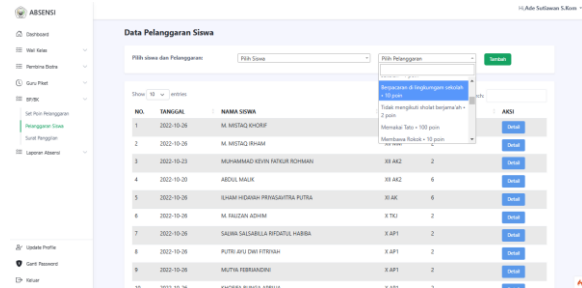 ABSENSI
Hi, Ade Setiawan S.Kom
Dashboard
Wali Kelas
Pembina Ekstra
Guru Piket
BP/BK
Set Poin Pelanggaran
Pelanggaran Siswa
Surat Panggilan
Laporan Absensi
Update Profile
Ganti Password
Keluar
Data Pelanggaran Siswa
Pilih siswa dan Pelanggaran:
Pilih Siswa
Pilih Pelanggaran
Tambah
Berpacaran di lingkungan sekolah = 10 poin
Tidak mengikuti sholat berjama'ah = 2 poin
Memakai Tato = 100 poin
Membawa Rokok = 10 poin
Show 10 entries
NO. TANGGAL NAMA SISWA AKSI
1 2022-10-26 M. MISTAQ KHORIF Detail
2 2022-10-26 M. MISTAQ IRHAM Detail
3 2022-10-23 MUHAMMAD KEVIN FATKUR ROHMAN XII AK2 2 Detail
4 2022-10-20 ABDUL MALIK XII AK2 6 Detail
5 2022-10-26 ILHAM HIDAYAH PRIYASAVITRA PUTRA XI AK 6 Detail
6 2022-10-26 M. FAUZAN ADHIM X TKJ 2 Detail
7 2022-10-26 SALWA SALSABILLA RIFDATUL HABIBA X AP1 2 Detail
8 2022-10-26 PUTRI AYU DWI FITRIYAH X AP1 2 Detail
9 2022-10-26 MUTYA FEBRIANDINI X AP1 2 Detail